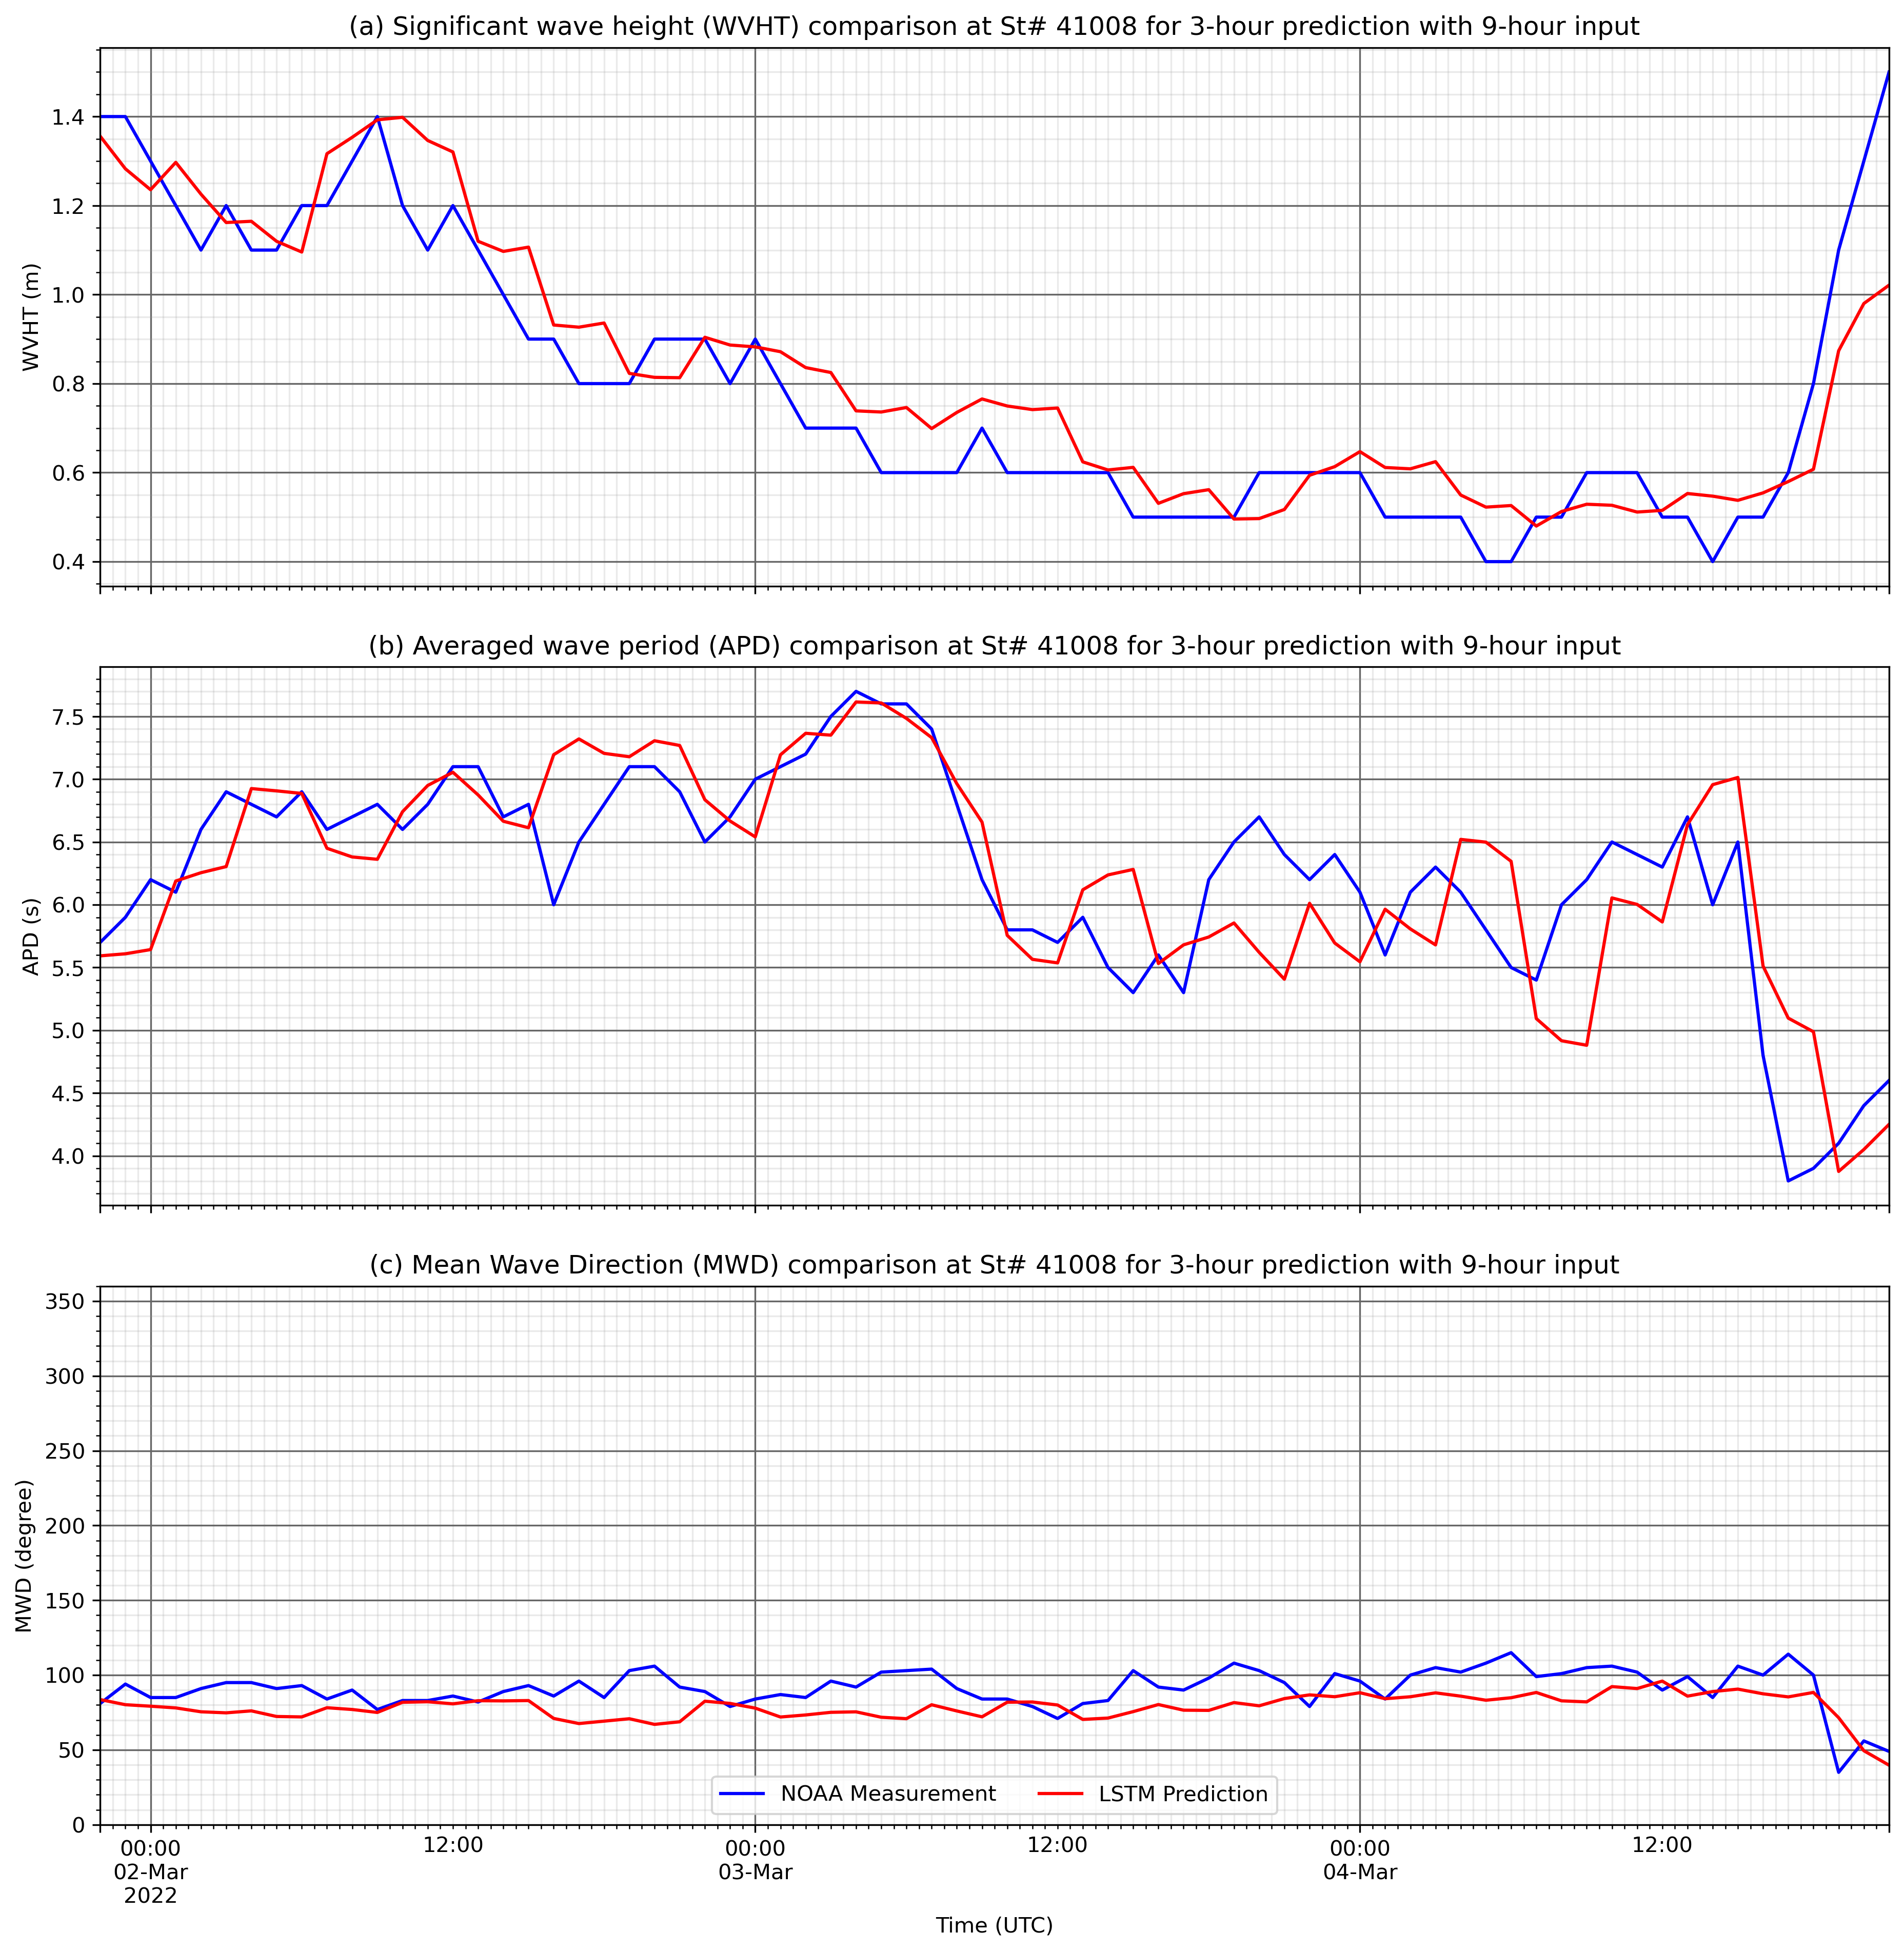 (a) Significant wave height (WVHT) comparison at St# 41008 for 3-hour prediction with 9-hour input
1.4
1.2
1.0
0.8
0.6
0.4
WVHT (m)
(b) Averaged wave period (APD) comparison at St# 41008 for 3-hour prediction with 9-hour input
7.5
7.0
6.5
6.0
5.5
5.0
4.5
4.0
APD (s)
(c) Mean Wave Direction (MWD) comparison at St# 41008 for 3-hour prediction with 9-hour input
350
300
250
200
150
100
50
0
MWD (degree)
NOAA Measurement LSTM Prediction
00:00 12:00 00:00 12:00 00:00 12:00
02-Mar 03-Mar 04-Mar
2022
Time (UTC)